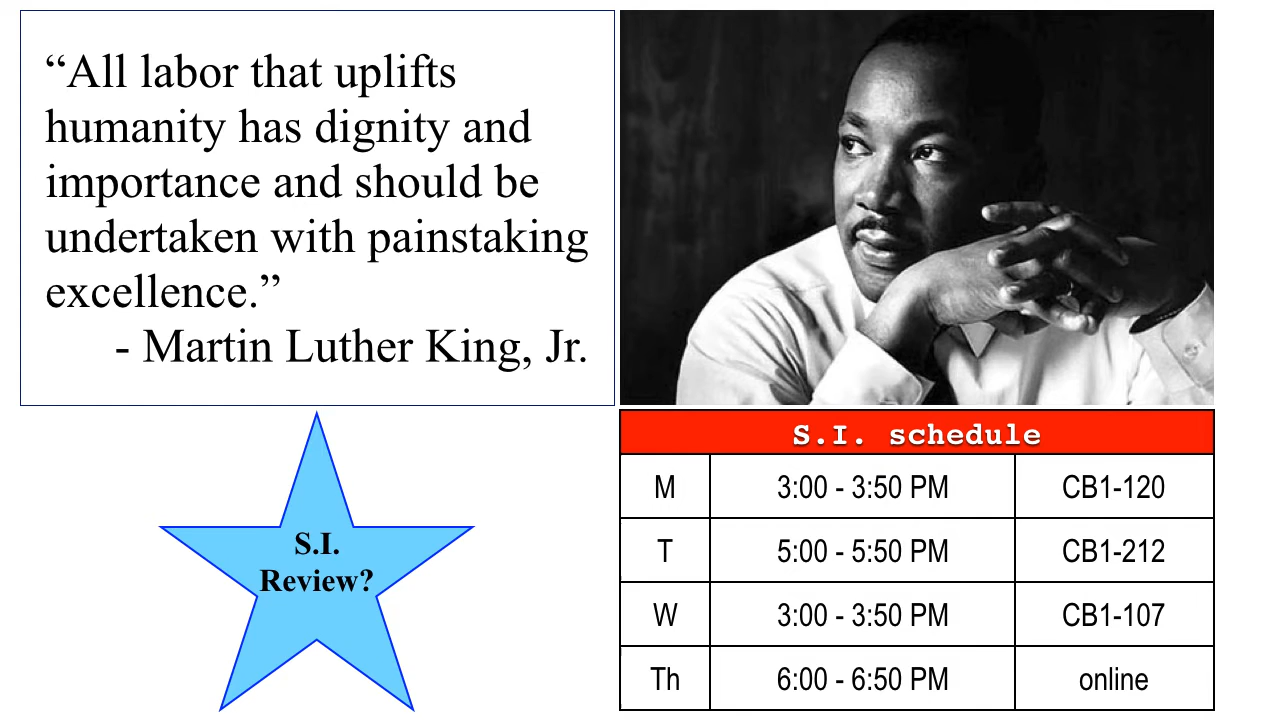 “All labor that uplifts
humanity has dignity and
importance and should be
undertaken with painstaking
excellence.”
- Martin Luther King, Jr.
S.I.
Review?
S.I. schedule
M 3:00 - 3:50 PM CB1-120
T 5:00 - 5:50 PM CB1-212
W 3:00 - 3:50 PM CB1-107
Th 6:00 - 6:50 PM online